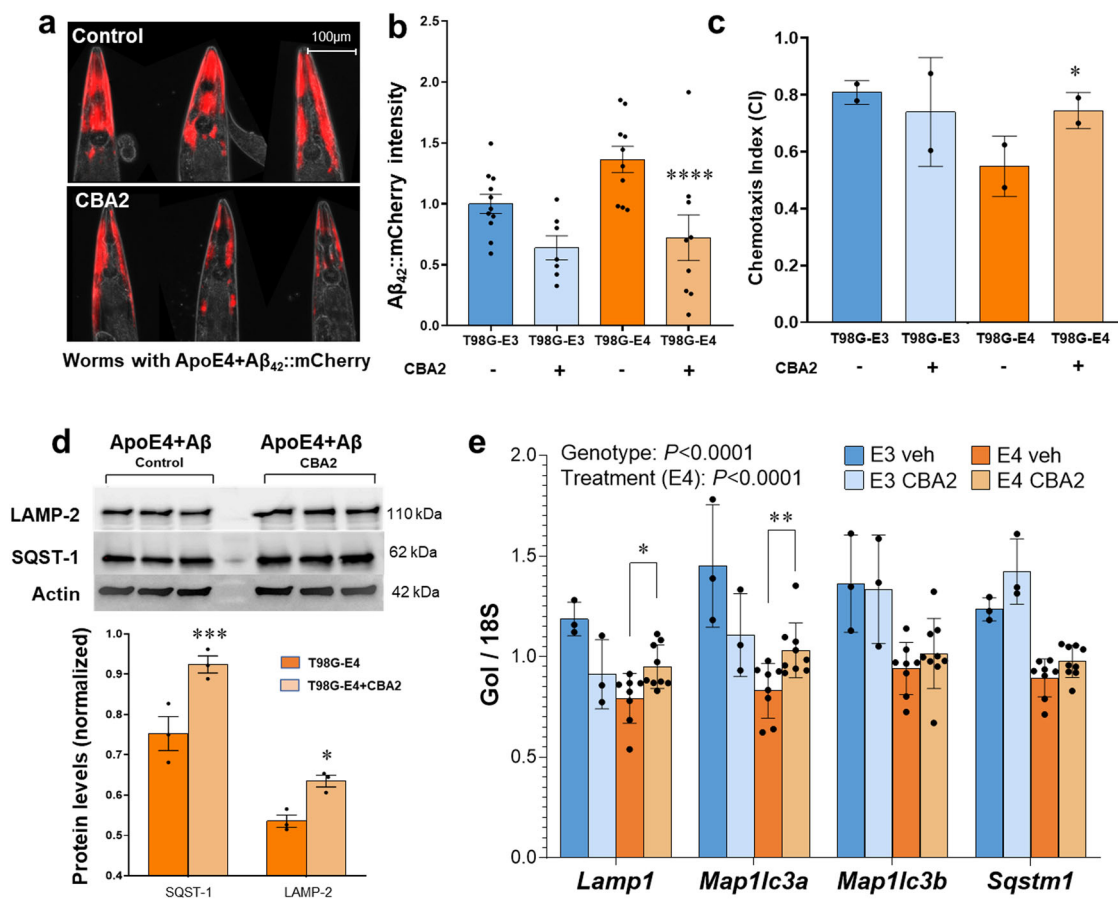 a
Control
100µm
CBA2
Worms with ApoE4+Aβ42::mCherry
b
Aβ42::mCherry intensity
2.0
1.5
1.0
0.5
0.0
****
T98G-E3 T98G-E3 T98G-E4 T98G-E4
CBA2 - + - +
c
Chemotaxis Index (CI)
0.8
0.6
0.4
0.2
0.0
*
T98G-E3 T98G-E3 T98G-E4 T98G-E4
CBA2 - + - +
d
ApoE4+Aβ ApoE4+Aβ
Control CBA2
LAMP-2 110 kDa
SQST-1 62 kDa
Actin 42 kDa
Protein levels (normalized)
1.0
0.9
0.8
0.7
0.6
0.5
0.4
***
*
T98G-E4
T98G-E4+CBA2
SQST-1 LAMP-2
e
GoI / 18S
2.0
1.5
1.0
0.5
0.0
Genotype: P<0.0001
Treatment (E4): P<0.0001
E3 veh E4 veh
E3 CBA2 E4 CBA2
*
**
Lamp1 Map1lc3a Map1lc3b Sqstm1